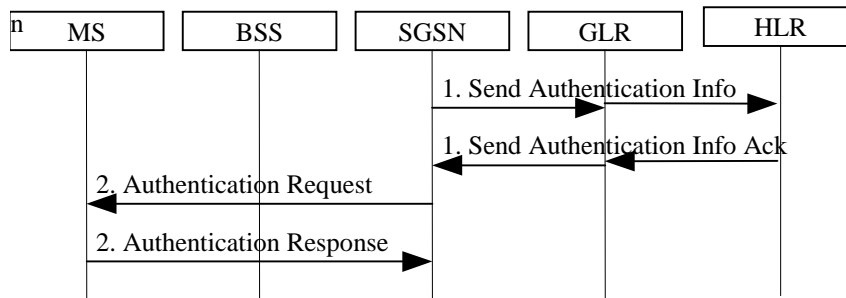 n
MS BSS SGSN GLR HLR
1. Send Authentication Info
1. Send Authentication Info Ack
2. Authentication Request
2. Authentication Response